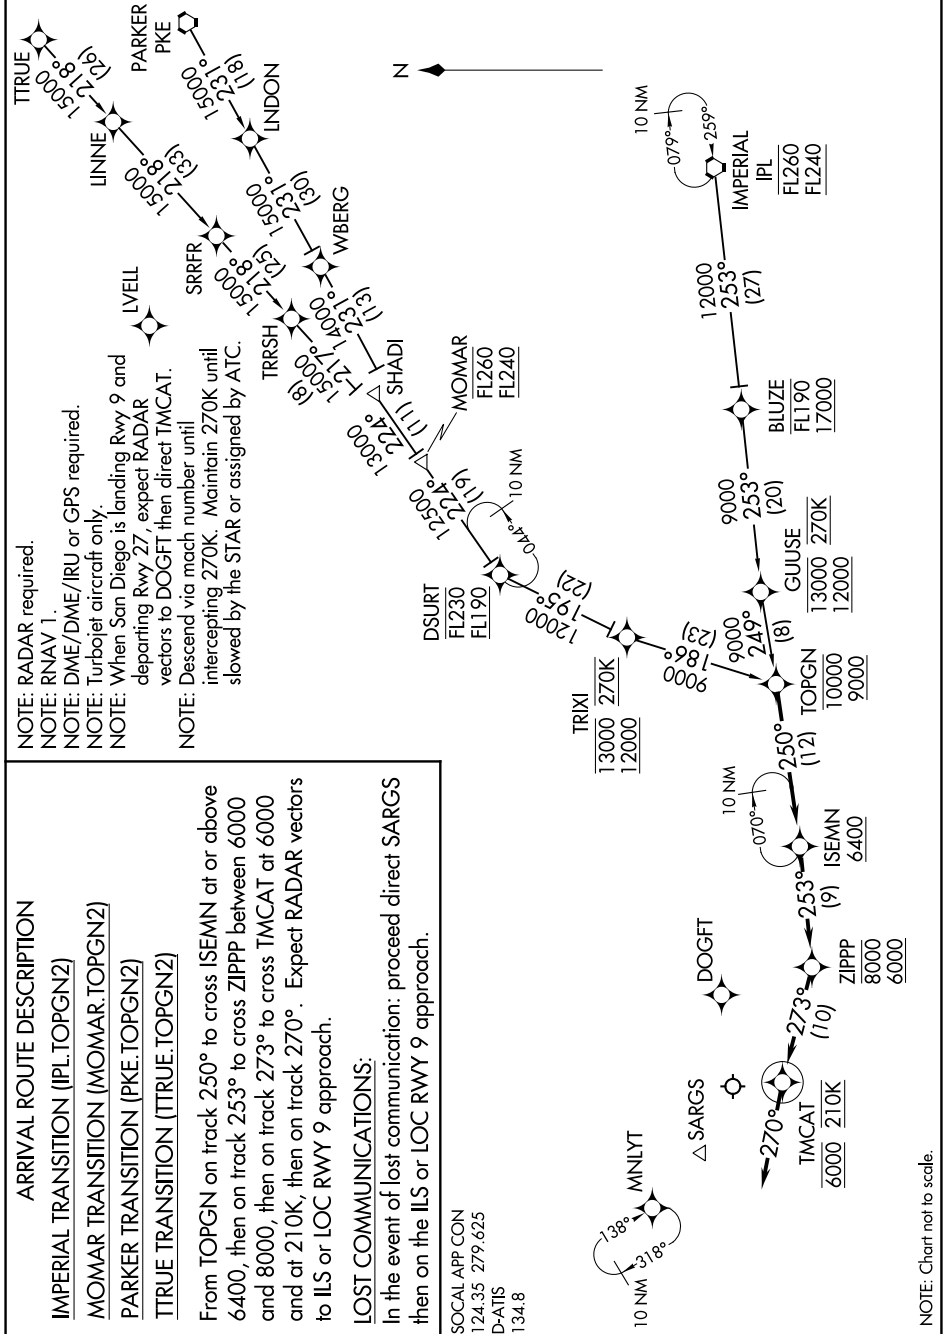 ARRIVAL ROUTE DESCRIPTION
IMPERIAL TRANSITION (IPL.TOPGN2)
MOMAR TRANSITION (MOMAR.TOPGN2)
PARKER TRANSITION (PKE.TOPGN2)
TTRUE TRANSITION (TTRUE.TOPGN2)
From TOPGN on track 250° to cross ISEMN at or above
6400, then on track 253° to cross ZIPPP between 6000
and 8000, then on track 273° to cross TMCAT at 6000
and at 210K, then on track 270°. Expect RADAR vectors
to ILS or LOC RWY 9 approach.
LOST COMMUNICATIONS:
In the event of lost communication: proceed direct SARGS
then on the ILS or LOC RWY 9 approach.
NOTE: RADAR required.
NOTE: RNAV 1.
NOTE: DME/DME/IRU or GPS required.
NOTE: Turbojet aircraft only.
NOTE: When San Diego is landing Rwy 9 and
departing Rwy 27, expect RADAR
vectors to DOGFT then direct TMCAT.
NOTE: Descend via mach number until
intercepting 270K. Maintain 270K until
slowed by the STAR or assigned by ATC.
LVELL
TTRUE
15000
218°
(26)
LINNE
15000
218°
(33)
SRRFR
15000
218°
(25)
TRRSH
15000
217°
(8)
PARKER
PKE
15000
231°
(18)
LNDON
15000
231°
(30)
WBERG
14000
231°
(13)
SHADI
13000
224°
(11)
MOMAR
FL260
FL240
12500
224°
(19)
10 NM
044°
DSURT
FL230
FL190
12000
195°
(22)
TRIXI
13000 270K
12000
9000
186°
(23)
N
10 NM
079°
259°
IMPERIAL
IPL
FL260
FL240
12000
253°
(27)
BLUZE
FL190
17000
9000
253°
(20)
GUUSE
13000 270K
12000
9000
249°
(8)
TOPGN
10000
9000
250°
(12)
10 NM
070°
ISEMN
6400
253°
(9)
ZIPPP
8000
6000
273°
(10)
DOGFT
SARGS
TMCAT
6000 210K
270°
MNLYT
138°
318°
10 NM
SOCAL APP CON
124.35 279.625
D-ATIS
134.8
NOTE: Chart not to scale.